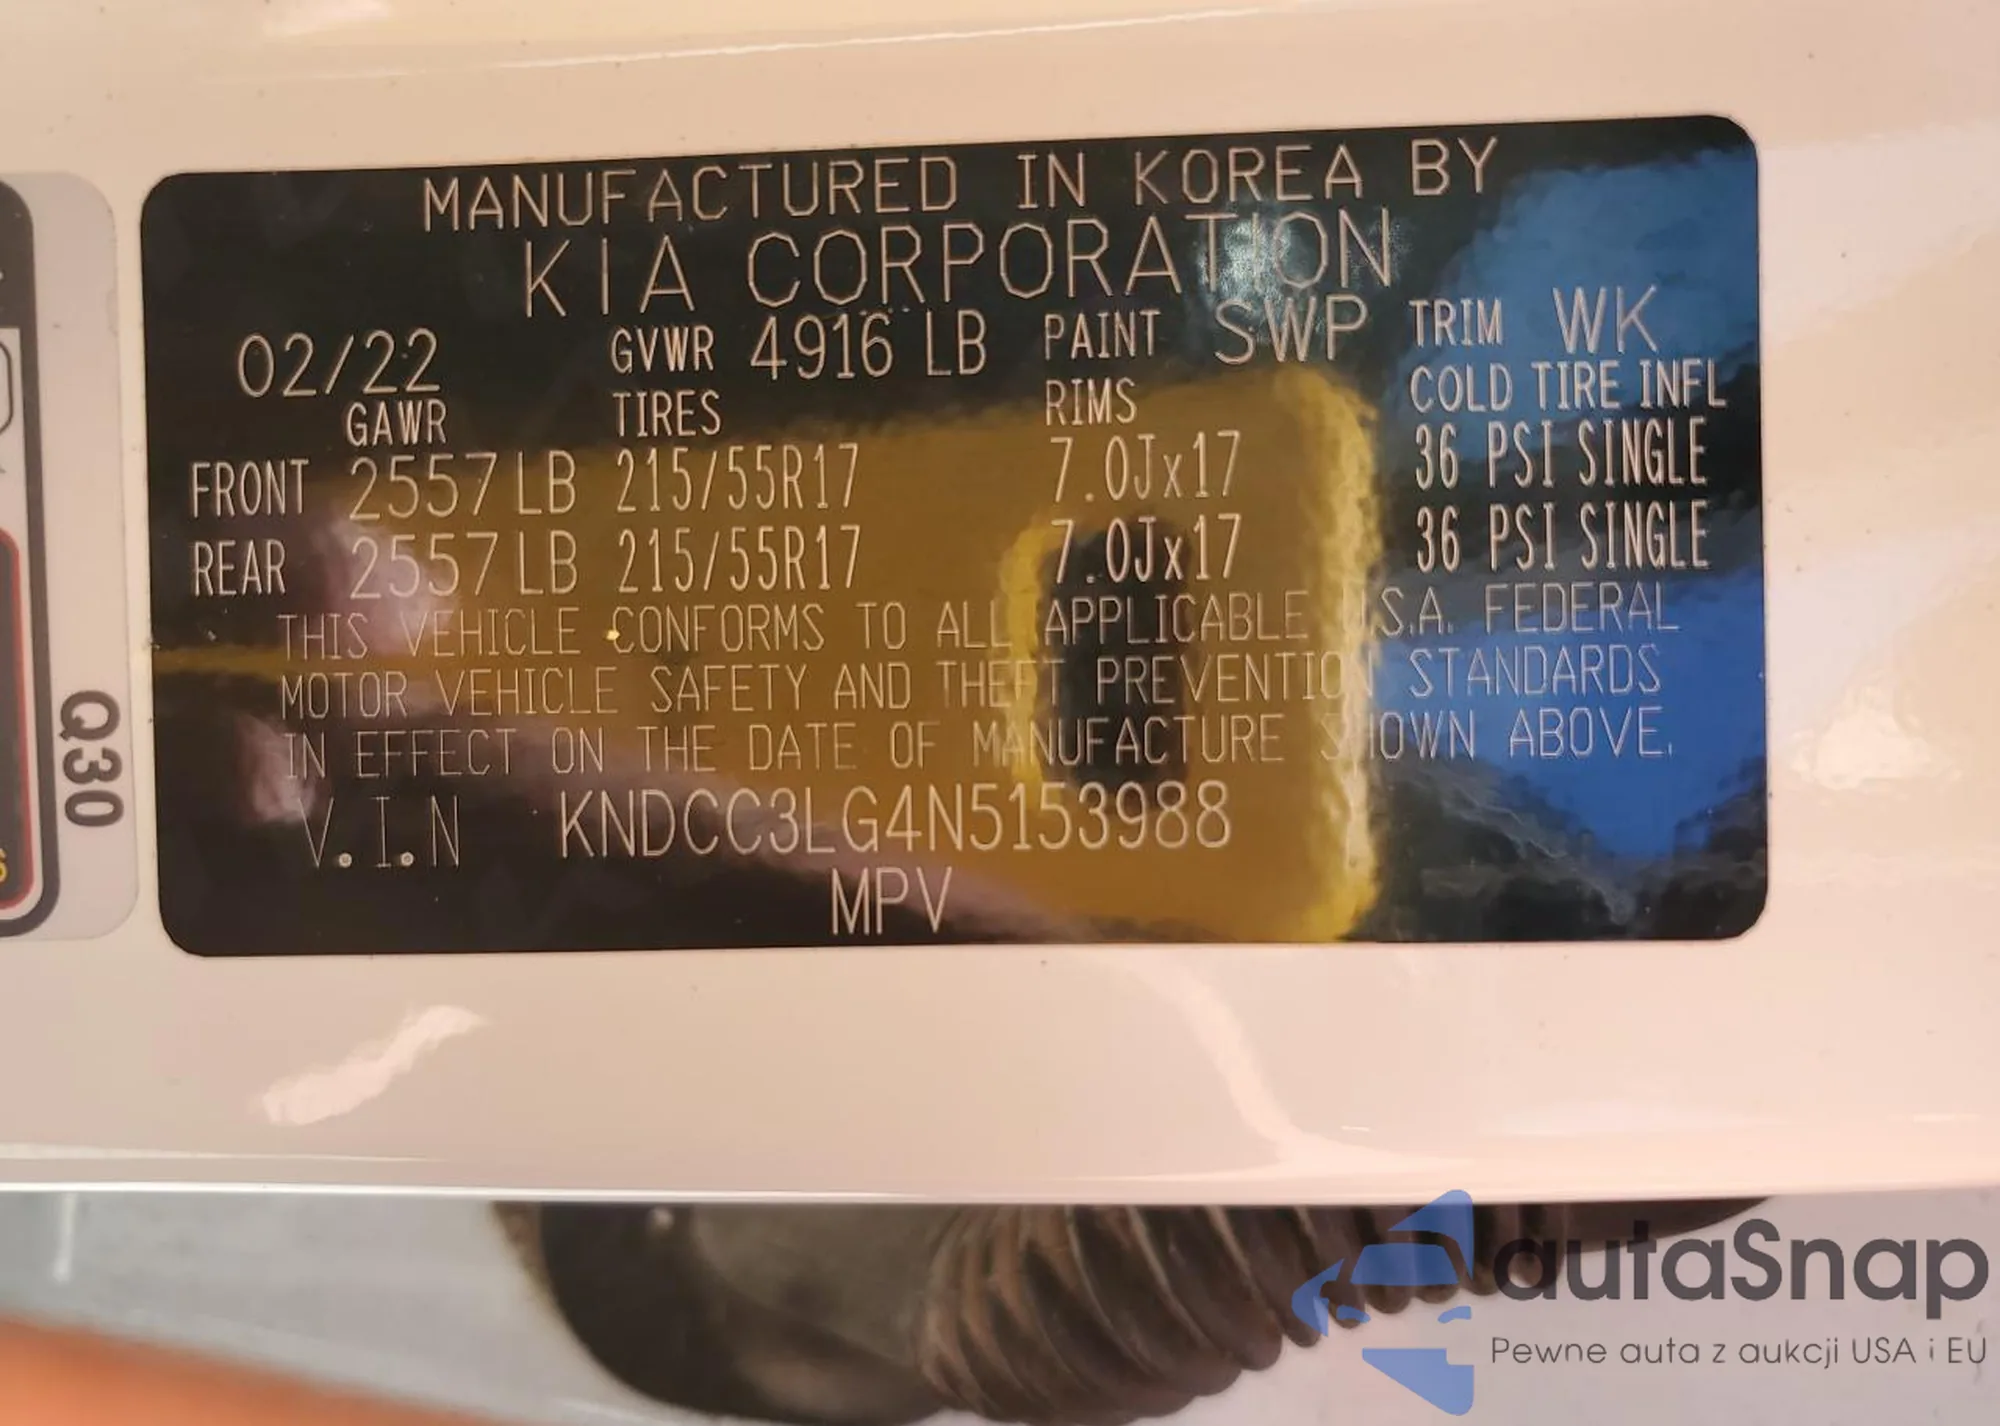 MANUFACTURED IN KOREA BY
KIA CORPORATION
02/22 GVWR 4916 LB PAINT SWP TRIM WK
GAWR TIRES RIMS COLD TIRE INFL
FRONT 2557 LB 215/55R17 7.0Jx17 36 PSI SINGLE
REAR 2557 LB 215/55R17 7.0Jx17 36 PSI SINGLE
THIS VEHICLE CONFORMS TO ALL APPLICABLE U.S.A. FEDERAL
MOTOR VEHICLE SAFETY AND THEFT PREVENTION STANDARDS
IN EFFECT ON THE DATE OF MANUFACTURE SHOWN ABOVE.
V.I.N KNDCC3LG4N5153988
MPV
Q30
autaSnap
Pewne auta z aukcji USA i EU